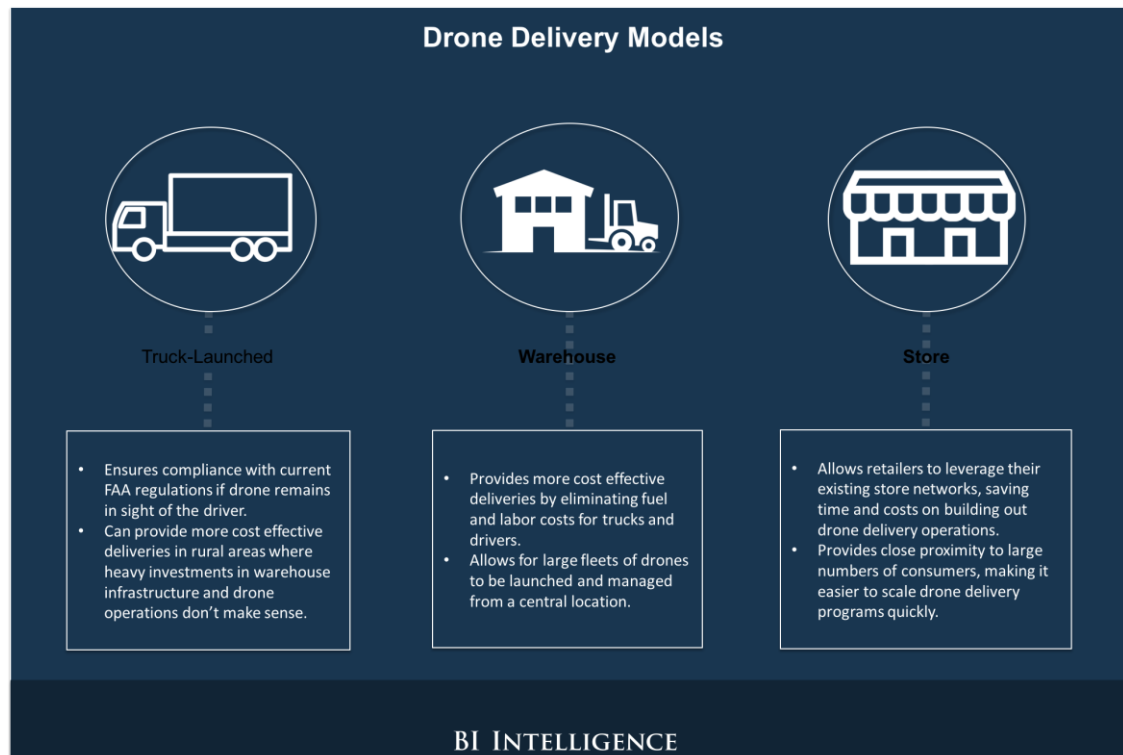 Drone Delivery Models
Truck-Launched
Warehouse
Store
• Ensures compliance with current
FAA regulations if drone remains
in sight of the driver.
• Can provide more cost effective
deliveries in rural areas where
heavy investments in warehouse
infrastructure and drone
operations don’t make sense.
• Provides more cost effective
deliveries by eliminating fuel
and labor costs for trucks and
drivers.
• Allows for large fleets of drones
to be launched and managed
from a central location.
• Allows retailers to leverage their
existing store networks, saving
time and costs on building out
drone delivery operations.
• Provides close proximity to large
numbers of consumers, making it
easier to scale drone delivery
programs quickly.
BI INTELLIGENCE